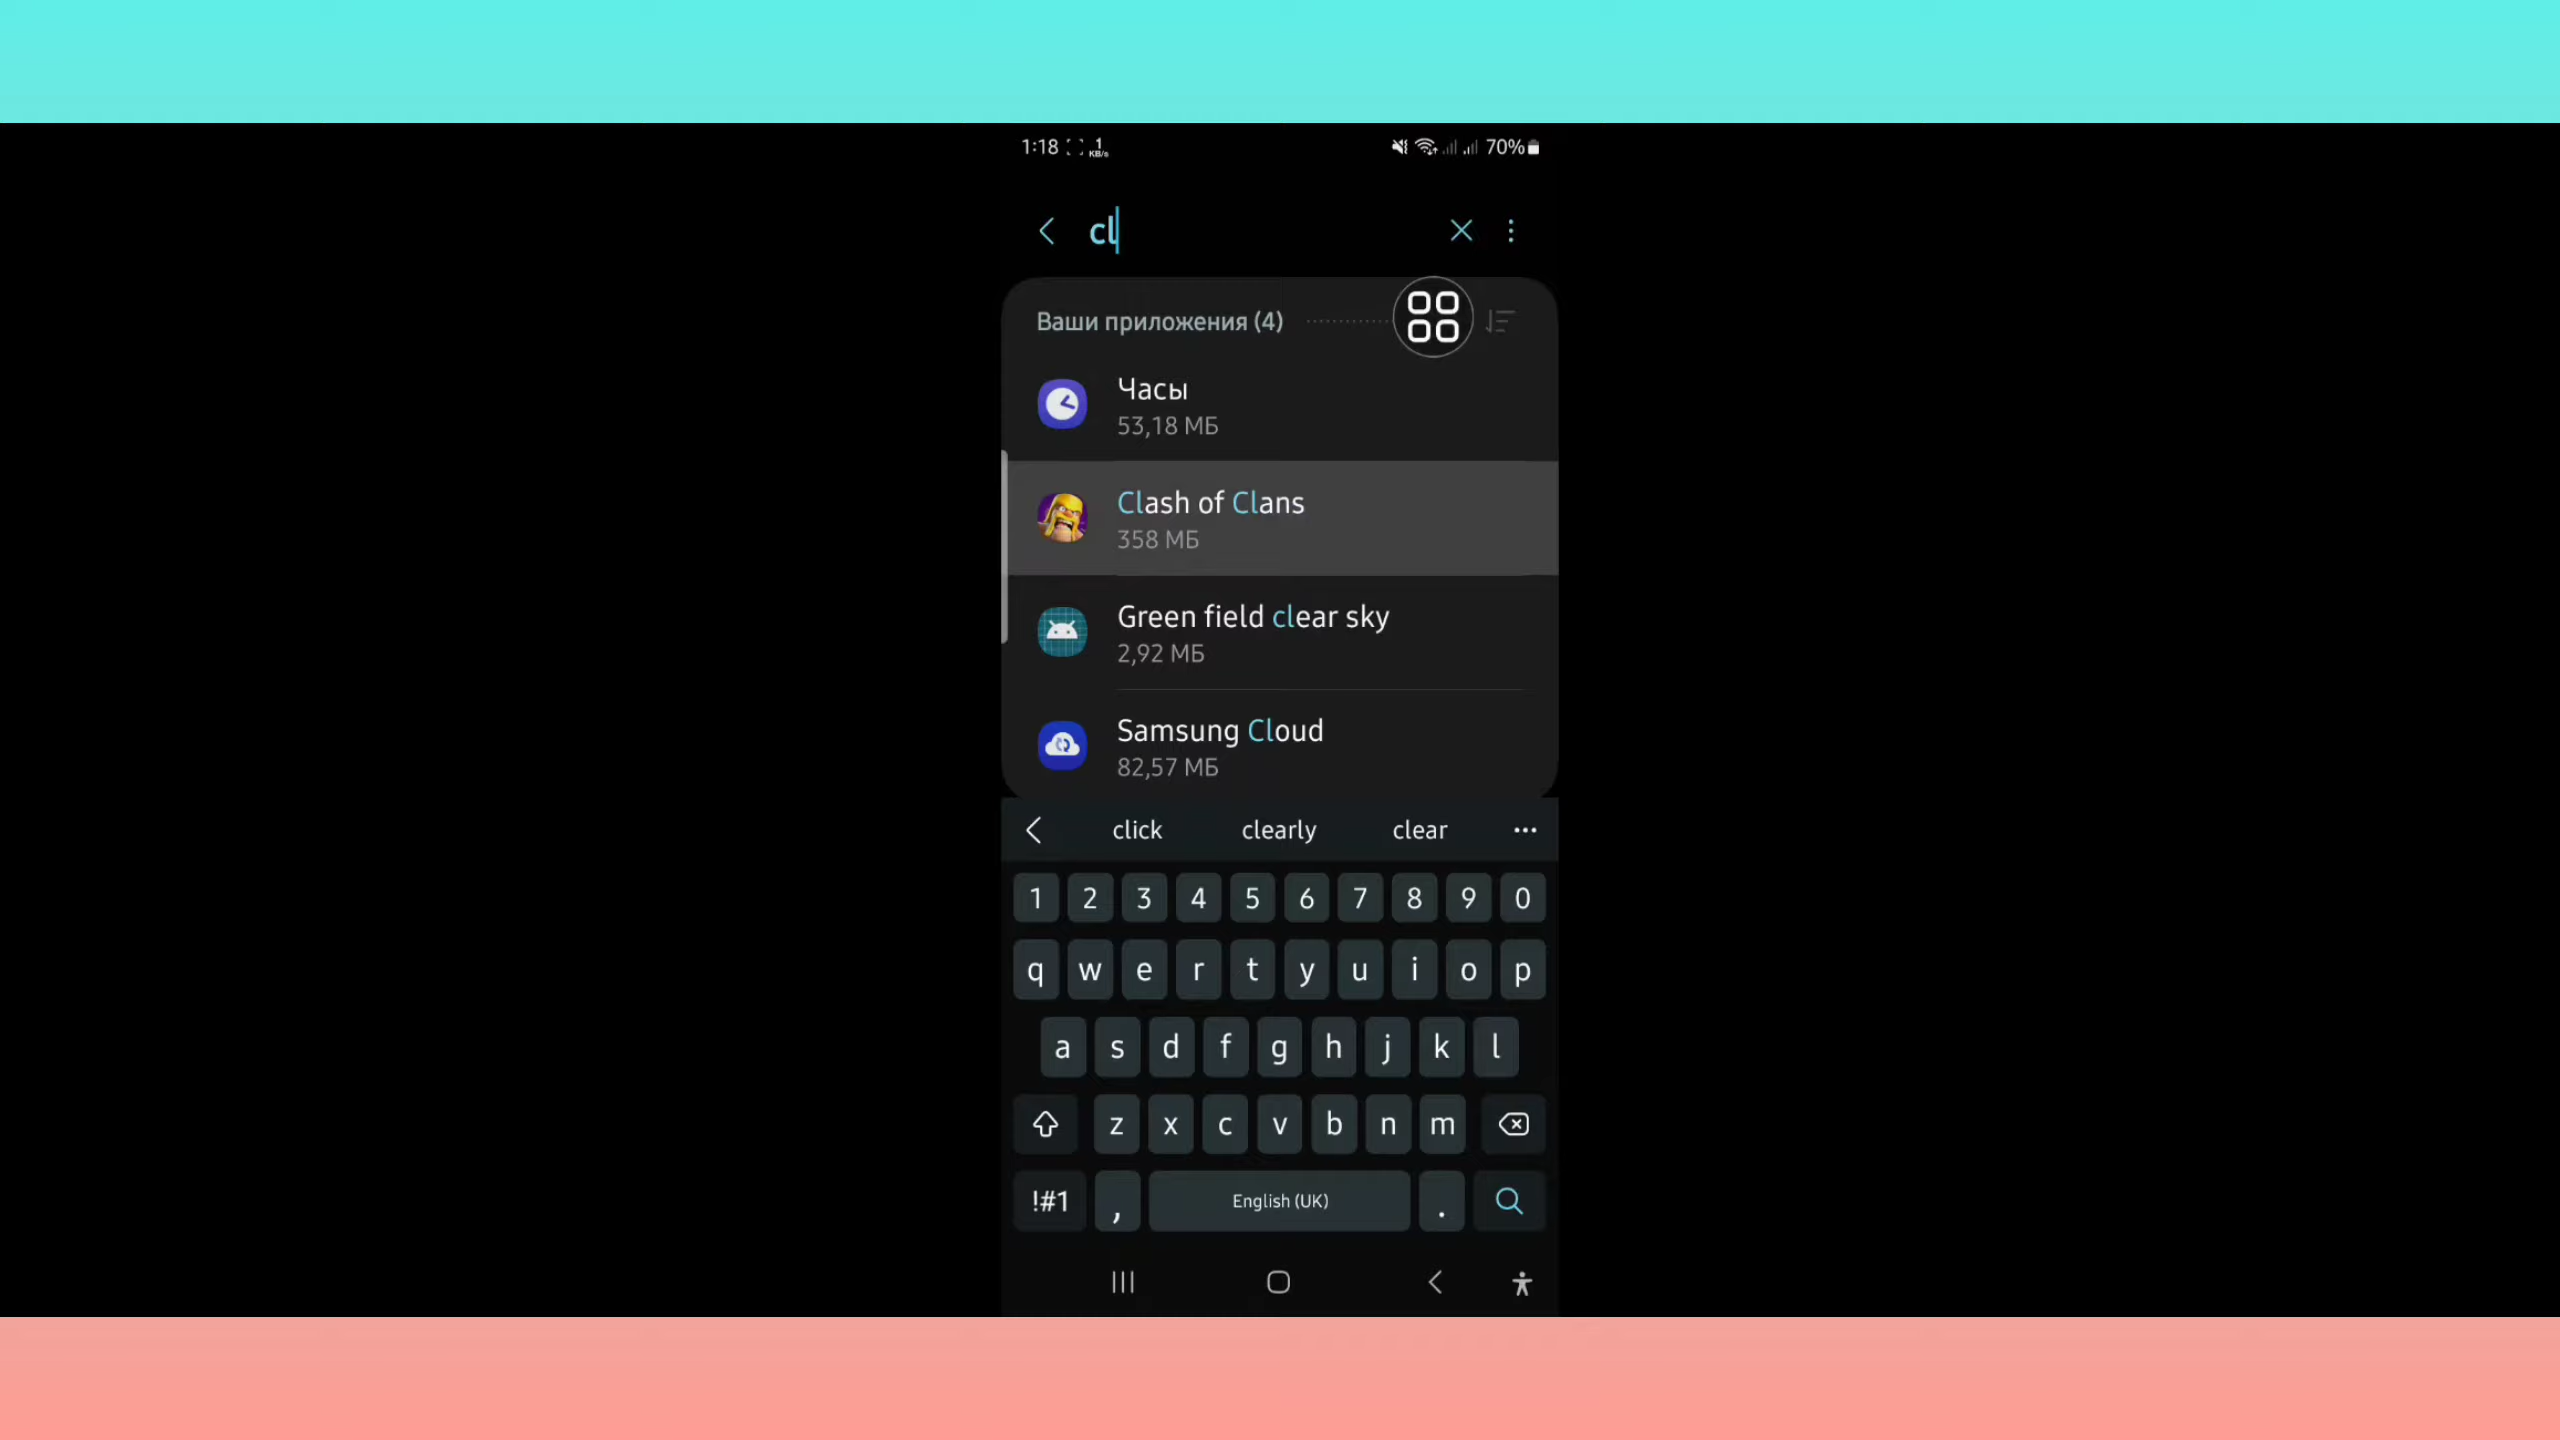 1:18 1 KB/s 70%
cl
Ваши приложения (4)
Часы
53,18 МБ
Clash of Clans
358 МБ
Green field clear sky
2,92 МБ
Samsung Cloud
82,57 МБ
click clearly clear
1 2 3 4 5 6 7 8 9 0
q w e r t y u i o p
a s d f g h j k l
z x c v b n m
!#1 , English (UK) .